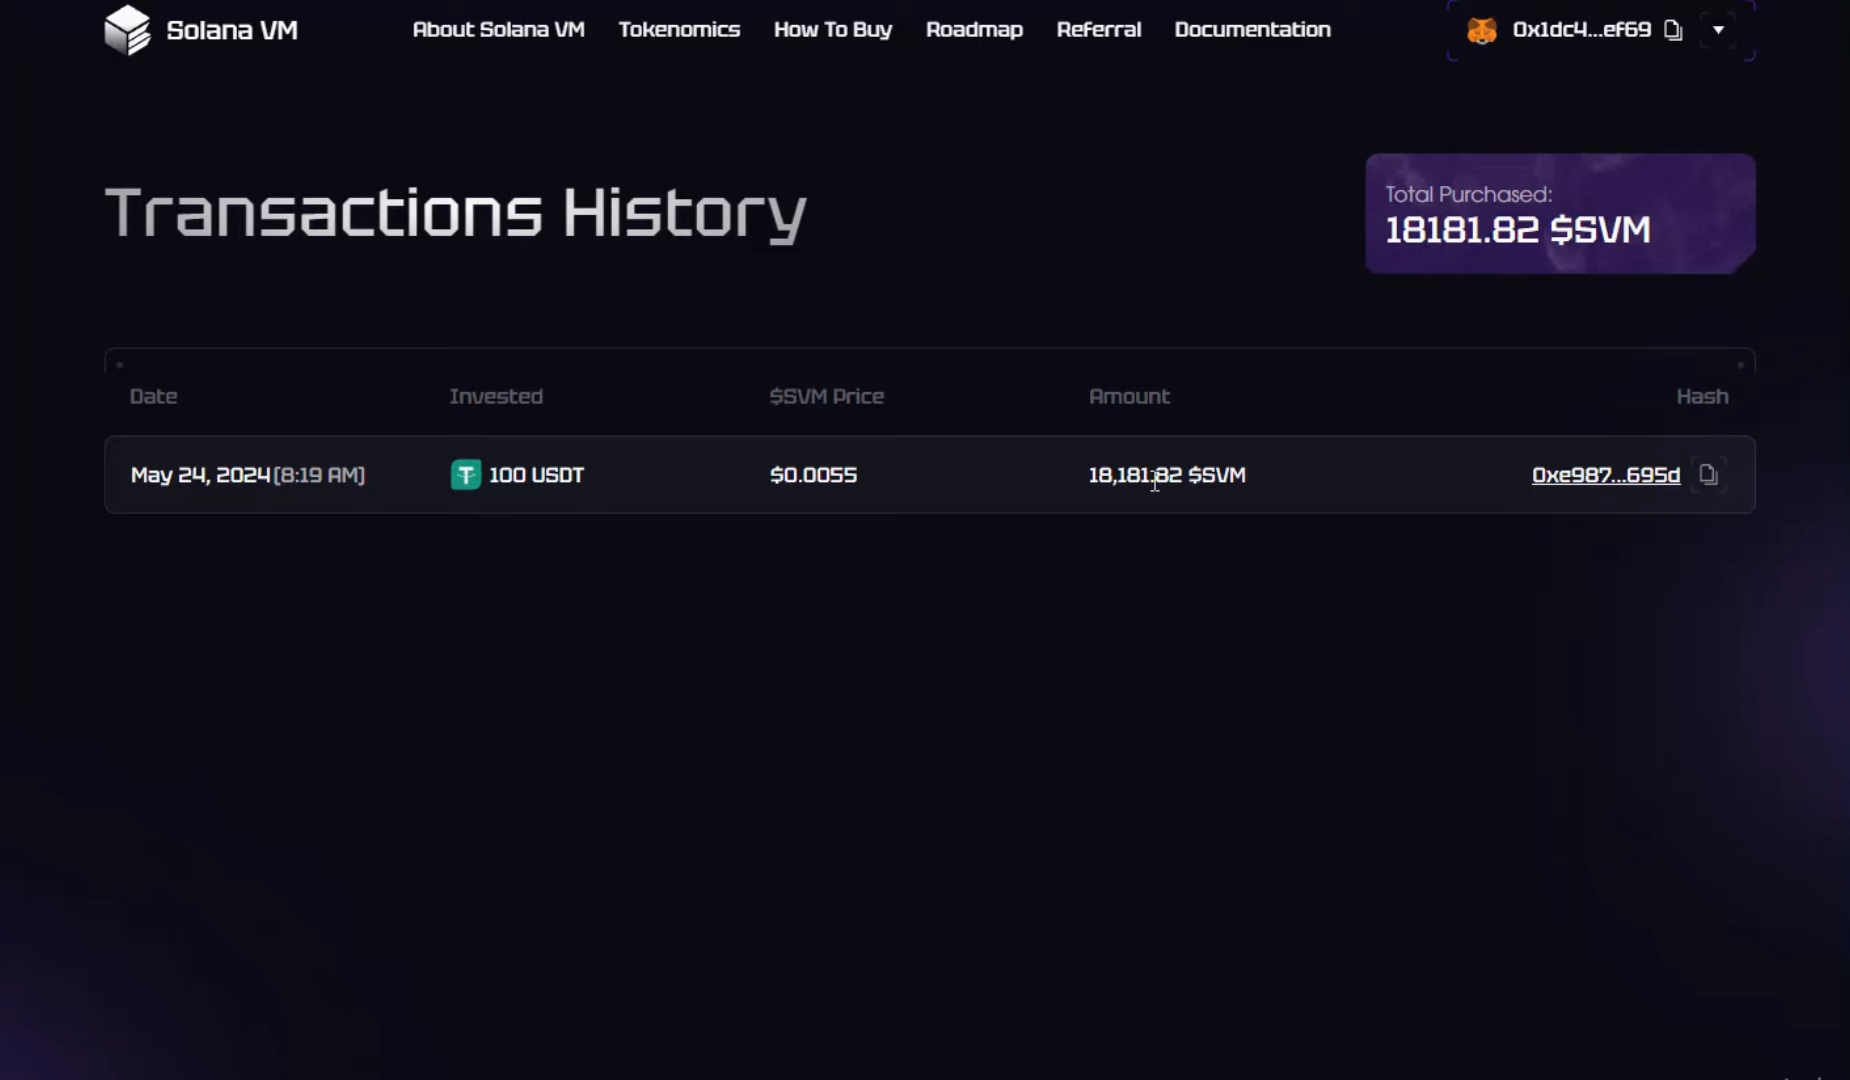 Solana VM About Solana VM Tokenomics How To Buy Roadmap Referral Documentation 0x1dc4...ef69
Transactions History
Total Purchased:
18181.82 $SVM
Date Invested $SVM Price Amount Hash
May 24, 2024 [8:19 AM] 100 USDT $0.0055 18,181.82 $SVM 0xe987...695d